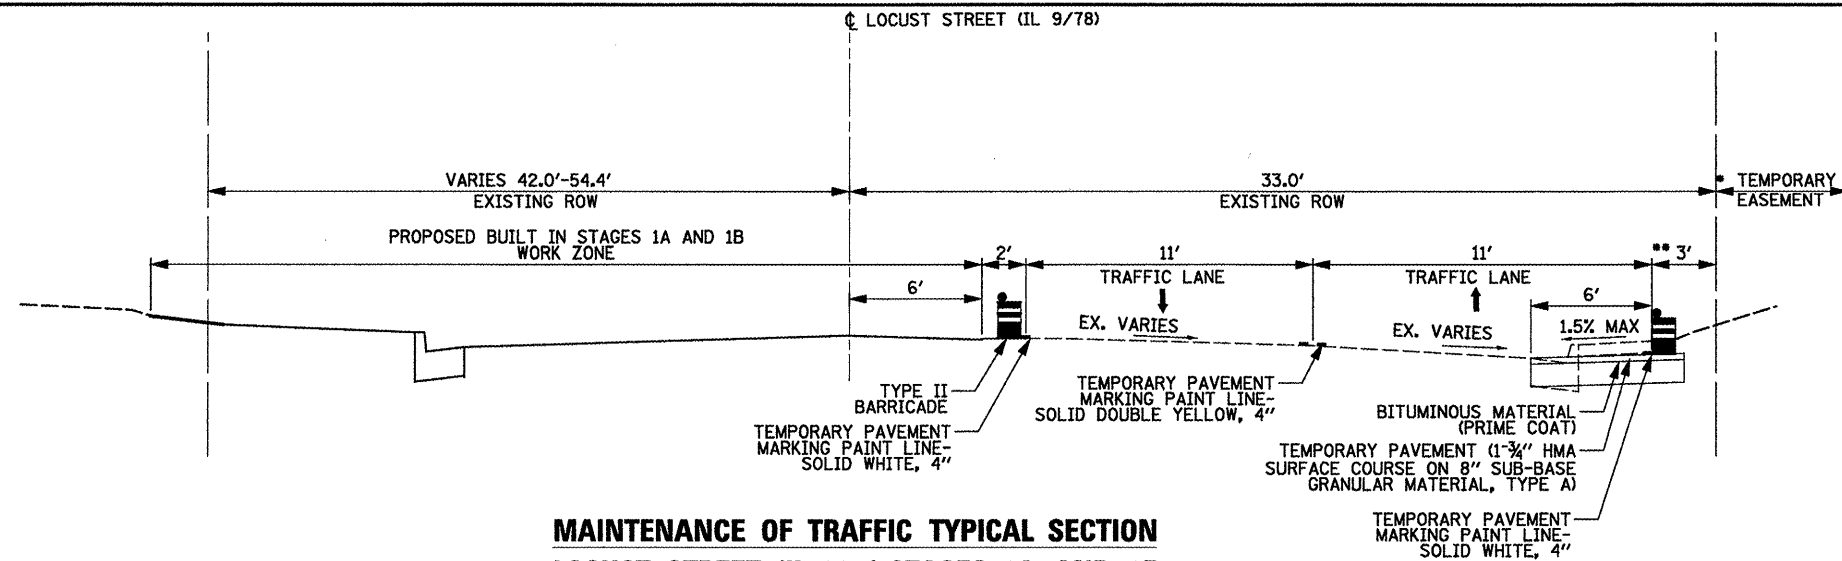 ℄ LOCUST STREET (IL 9/78)
VARIES 42.0'-54.4'
EXISTING ROW
33.0'
EXISTING ROW
* TEMPORARY
EASEMENT
PROPOSED BUILT IN STAGES 1A AND 1B
WORK ZONE
2'
11'
TRAFFIC LANE
11'
TRAFFIC LANE
** 3'
6'
6'
EX. VARIES
EX. VARIES
1.5% MAX
TYPE II
BARRICADE
TEMPORARY PAVEMENT
MARKING PAINT LINE-
SOLID WHITE, 4"
TEMPORARY PAVEMENT
MARKING PAINT LINE-
SOLID DOUBLE YELLOW, 4"
BITUMINOUS MATERIAL
(PRIME COAT)
TEMPORARY PAVEMENT (1-¾" HMA
SURFACE COURSE ON 8" SUB-BASE
GRANULAR MATERIAL, TYPE A)
TEMPORARY PAVEMENT
MARKING PAINT LINE-
SOLID WHITE, 4"
MAINTENANCE OF TRAFFIC TYPICAL SECTION